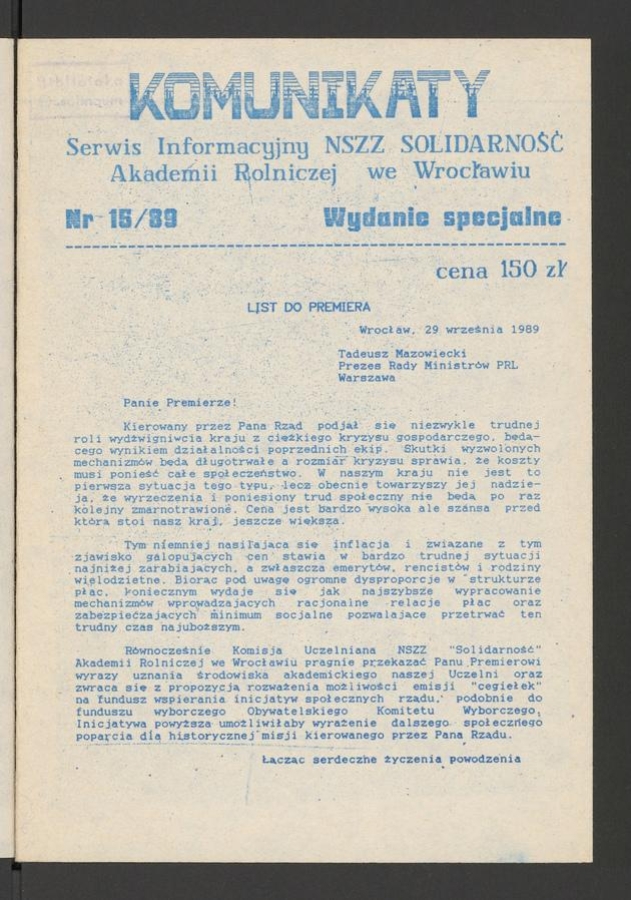 KOMUNIKATY
Serwis Informacyjny NSZZ SOLIDARNOŚĆ
Akademii Rolniczej we Wrocławiu
Nr 15/89 Wydanie specjalne
cena 150 zł
LIST DO PREMIERA
Wrocław, 29 września 1989
Tadeusz Mazowiecki
Prezes Rady Ministrów PRL
Warszawa
Panie Premierze!
Kierowany przez Pana Rząd podjął się niezwykle trudnej
roli wydźwignięcia kraju z ciężkiego kryzysu gospodarczego, będą-
cego wynikiem działalności poprzednich ekip. Skutki wyzwolonych
mechanizmów będą długotrwałe a rozmiar kryzysu sprawia, że koszty
musi ponieść całe społeczeństwo. W naszym kraju nie jest to
pierwsza sytuacja tego typu, lecz obecnie towarzyszy jej nadzie-
ja, że wyrzeczenia i poniesiony trud społeczny nie będą po raz
kolejny zmarnotrawione. Cena jest bardzo wysoka ale szansa przed
którą stoi nasz kraj, jeszcze większa.
Tym niemniej nasilająca się inflacja i związane z tym
zjawisko galopujących cen stawia w bardzo trudnej sytuacji
najniżej zarabiających, a zwłaszcza emerytów, rencistów i rodziny
wielodzietne. Biorąc pod uwagę ogromne dysproporcje w strukturze
płac, koniecznym wydaje się jak najszybsze wypracowanie
mechanizmów wprowadzających racjonalne relacje płac oraz
zabezpieczających minimum socjalne pozwalające przetrwać ten
trudny czas najuboższym.
Równocześnie Komisja Uczelniana NSZZ "Solidarność"
Akademii Rolniczej we Wrocławiu pragnie przekazać Panu Premierowi
wyrazy uznania środowiska akademickiego naszej Uczelni oraz
zwraca się z propozycją rozważenia możliwości emisji "cegiełek"
na fundusz wspierania inicjatyw społecznych rządu, podobnie do
funduszu wyborczego Obywatelskiego Komitetu Wyborczego.
Inicjatywa powyższa umożliwiłaby wyrażenie dalszego społecznego
poparcia dla historycznej misji kierowanego przez Pana Rządu.
Łącząc serdeczne życzenia powodzenia